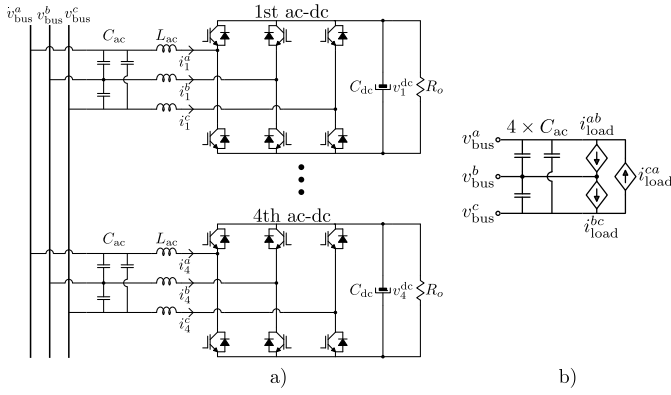 v_bus^a v_bus^b v_bus^c
1st ac-dc
C_ac
L_ac
i_1^a
i_1^b
i_1^c
C_dc
v_1^dc
R_o
4th ac-dc
C_ac
L_ac
i_4^a
i_4^b
i_4^c
C_dc
v_4^dc
R_o
a)
4 × C_ac
i_load^ab
v_bus^a
v_bus^b
v_bus^c
i_load^ca
i_load^bc
b)